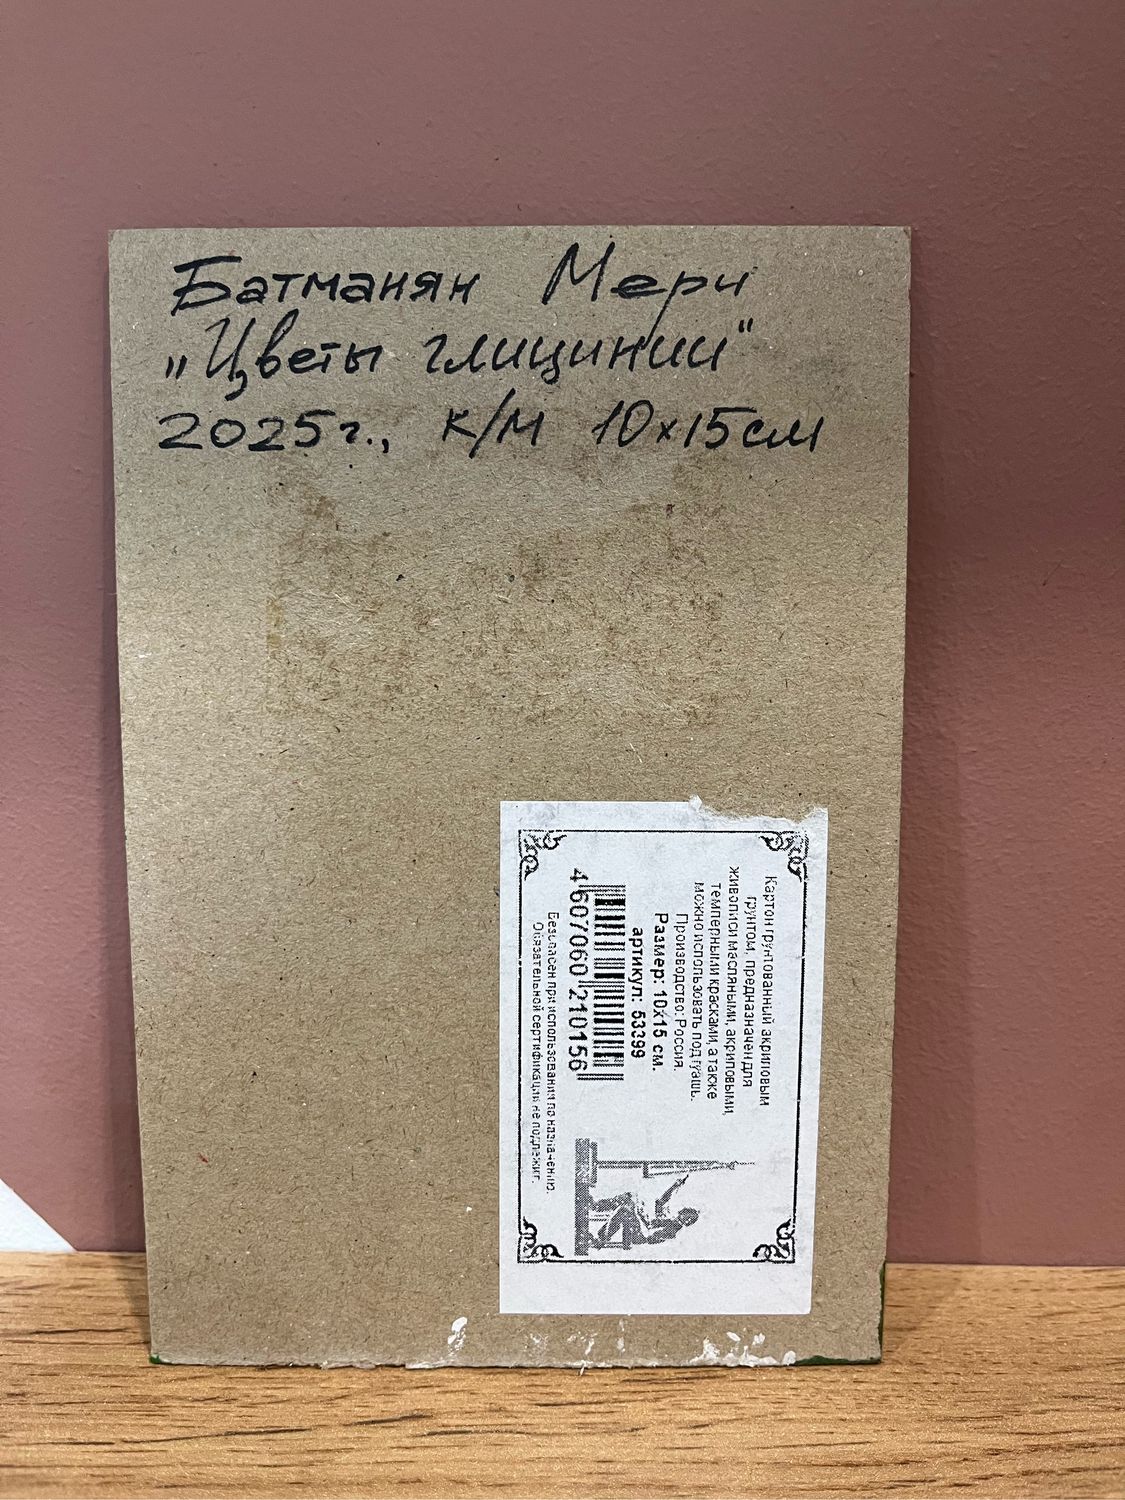 Батманян Мери
„Цветы глицинии“
2025г., к/м 10х15см
Картон грунтованный акриловым
грунтом, предназначен для
живописи масляными, акриловыми,
темперными красками, а также
можно использовать под гуашь.
Производство: Россия.
Размер: 10х15 см.
артикул: 53399
4 607060 210156
Безопасен при использовании по назначению.
Обязательной сертификации не подлежит.